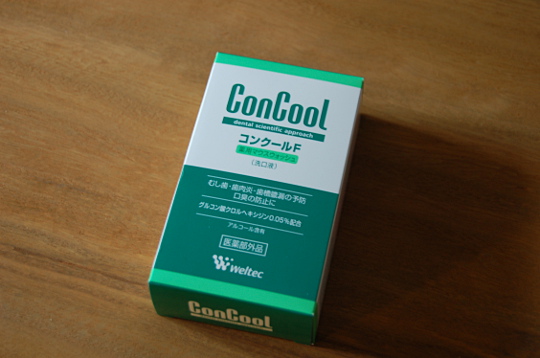 ConCool
dental scientific approach
コンクールF
薬用マウスウォッシュ
(洗口液)
むし歯・歯肉炎・歯槽膿漏の予防
口臭の防止に
グルコン酸クロルヘキシジン0.05%配合
アルコール含有
医薬部外品
Weltec
ConCool